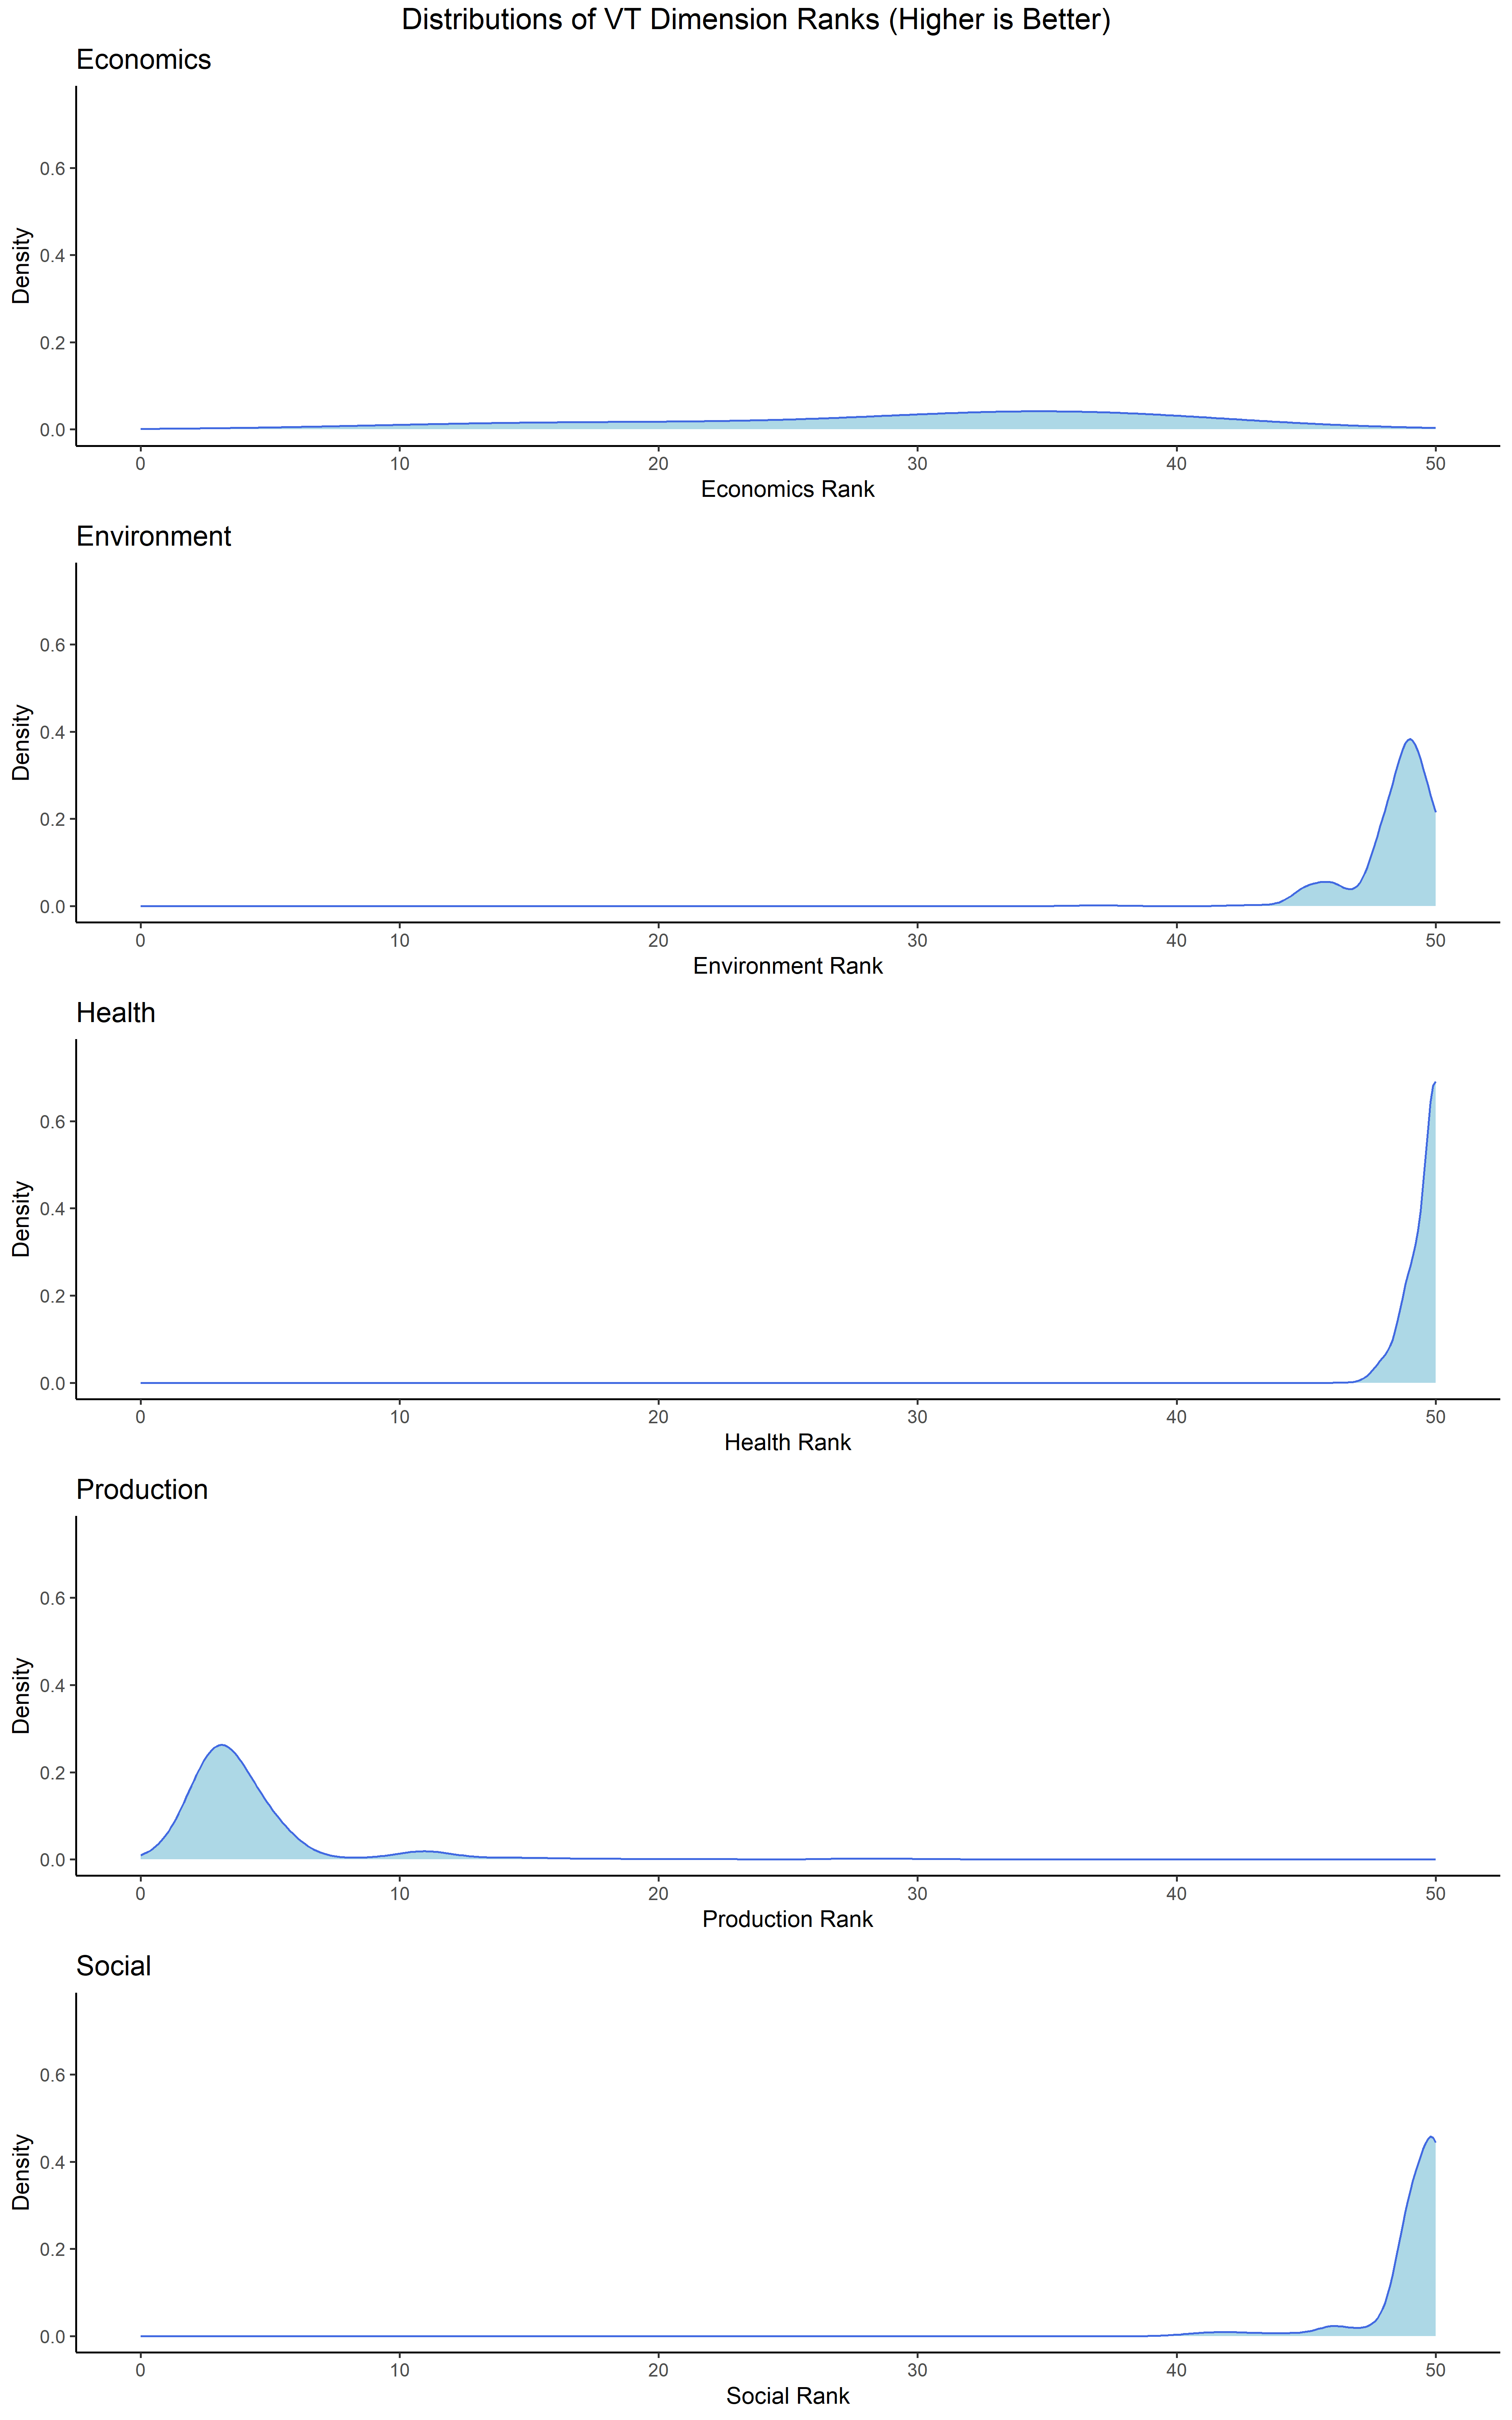 Distributions of VT Dimension Ranks (Higher is Better)
Economics
Density
0.6
0.4
0.2
0.0
0 10 20 30 40 50
Economics Rank
Environment
Density
0.6
0.4
0.2
0.0
0 10 20 30 40 50
Environment Rank
Health
Density
0.6
0.4
0.2
0.0
0 10 20 30 40 50
Health Rank
Production
Density
0.6
0.4
0.2
0.0
0 10 20 30 40 50
Production Rank
Social
Density
0.6
0.4
0.2
0.0
0 10 20 30 40 50
Social Rank